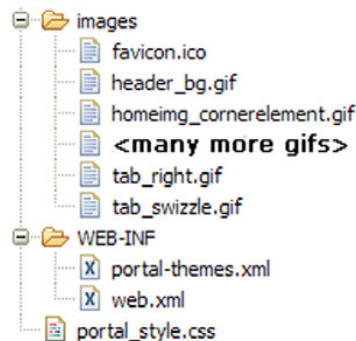 images
favicon.ico
header_bg.gif
homeimg_cornerelement.gif
<many more gifs>
tab_right.gif
tab_swizzle.gif
WEB-INF
portal-themes.xml
web.xml
portal_style.css